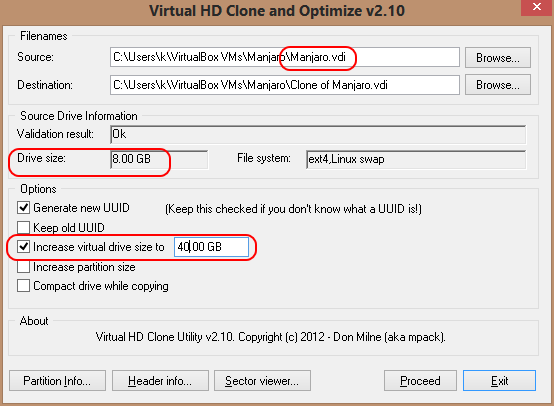 Virtual HD Clone and Optimize v2.10
Filenames
Source: C:\Users\k\VirtualBox VMs\Manjaro\Manjaro.vdi Browse...
Destination: C:\Users\k\VirtualBox VMs\Manjaro\Clone of Manjaro.vdi Browse...
Source Drive Information
Validation result: Ok
Drive size: 8.00 GB File system: ext4,Linux swap
Options
Generate new UUID (Keep this checked if you don't know what a UUID is!)
Keep old UUID
Increase virtual drive size to 40.00 GB
Increase partition size
Compact drive while copying
About
Virtual HD Clone Utility v2.10. Copyright (c) 2012 - Don Milne (aka mpack).
Partition Info... Header info... Sector viewer... Proceed Exit